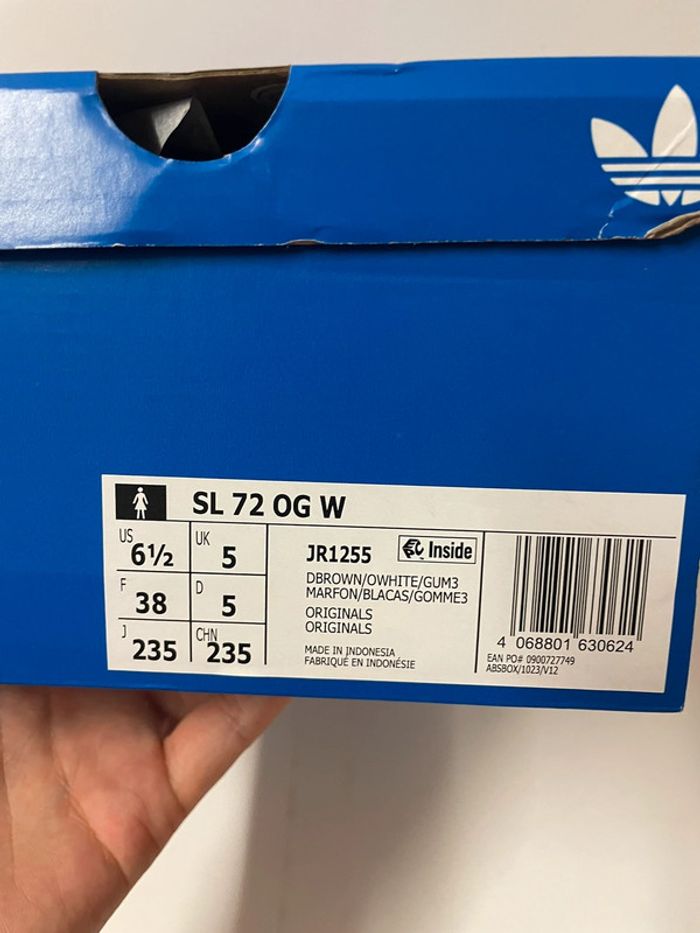 SL 72 OG W
US 6½ UK 5
F 38 D 5
J 235 CHN 235
JR1255 Inside
DBROWN/OWHITE/GUM3
MARFON/BLACAS/GOMME3
ORIGINALS
ORIGINALS
MADE IN INDONESIA
FABRIQUÉ EN INDONÉSIE
4 068801 630624
EAN PO# 0900727749
ABSBOX/1023/V12